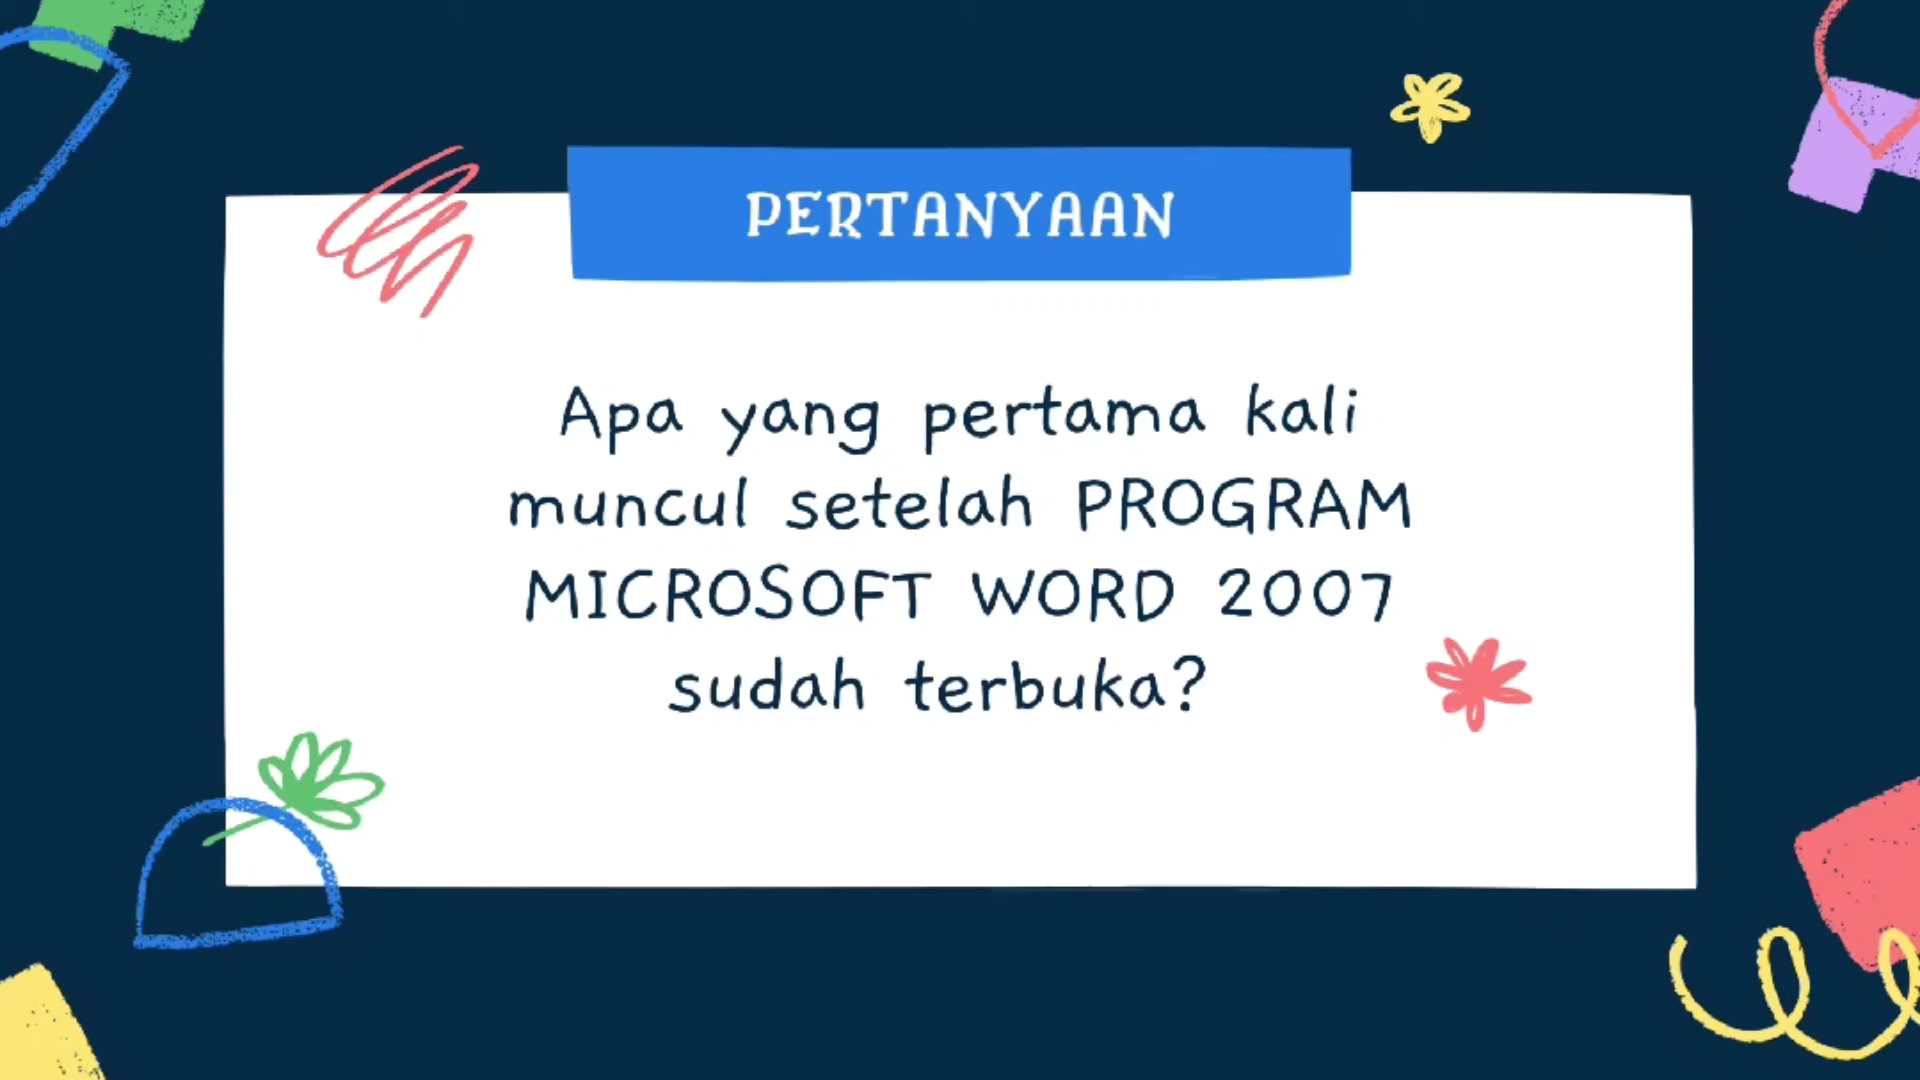 PERTANYAAN
Apa yang pertama kali
muncul setelah PROGRAM
MICROSOFT WORD 2007
sudah terbuka?